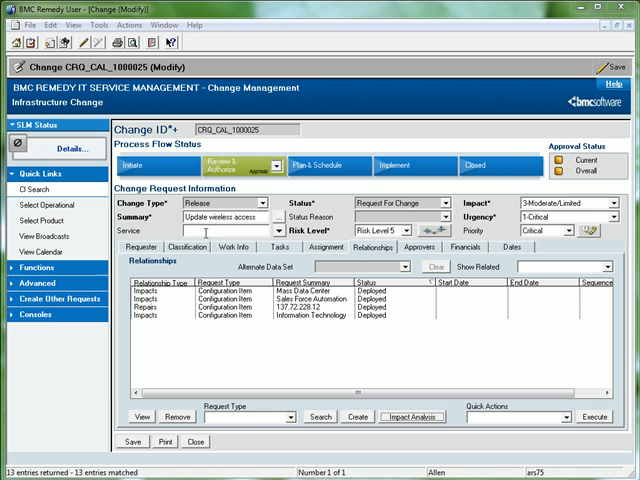 BMC Remedy User - [Change (Modify)]
File Edit View Tools Actions Window Help
Change CRQ_CAL_1000025 (Modify)
Save
BMC REMEDY IT SERVICE MANAGEMENT - Change Management
Help
Infrastructure Change
bmcsoftware
SLM Status
Details...
Quick Links
CI Search
Select Operational
Select Product
View Broadcasts
View Calendar
Functions
Advanced
Create Other Requests
Consoles
Change ID*+ CRQ_CAL_1000025
Process Flow Status
Approval Status
Initiate
Review & Authorize
Approval
Plan & Schedule
Implement
Closed
Current
Overall
Change Request Information
Change Type* Release
Status* Request For Change
Impact* 3-Moderate/Limited
Summary* Update wireless access
...
Status Reason
Urgency* 1-Critical
Service
Risk Level* Risk Level 5
Priority Critical
Requester Classification Work Info Tasks Assignment Relationships Approvers Financials Dates
Relationships
Alternate Data Set
Clear
Show Related
Relationship Type Request Type Request Summary Status Start Date End Date Sequence
Impacts Configuration Item Mass Data Center Deployed
Impacts Configuration Item Sales Force Automation Deployed
Repairs Configuration Item 137.72.228.12 Deployed
Impacts Configuration Item Information Technology Deployed
Request Type
Quick Actions
View Remove Search Create Impact Analysis Execute
Save Print Close
13 entries returned - 13 entries matched
Number 1 of 1
Allen
ars75